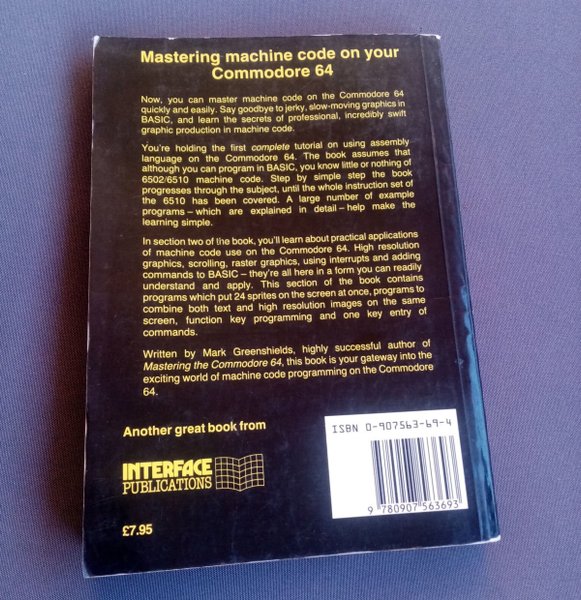 Mastering machine code on your
Commodore 64
Now, you can master machine code on the Commodore 64
quickly and easily. Say goodbye to jerky, slow-moving graphics in
BASIC, and learn the secrets of professional, incredibly swift
graphic production in machine code.
You're holding the first complete tutorial on using assembly
language on the Commodore 64. The book assumes that
although you can program in BASIC, you know little or nothing of
6502/6510 machine code. Step by simple step the book
progresses through the subject, until the whole instruction set of
the 6510 has been covered. A large number of example
programs – which are explained in detail – help make the
learning simple.
In section two of the book, you'll learn about practical applications
of machine code use on the Commodore 64. High resolution
graphics, scrolling, raster graphics, using interrupts and adding
commands to BASIC – they're all here in a form you can readily
understand and apply. This section of the book contains
programs which put 24 sprites on the screen at once, programs to
combine both text and high resolution images on the same
screen, function key programming and one key entry of
commands.
Written by Mark Greenshields, highly successful author of
Mastering the Commodore 64, this book is your gateway into the
exciting world of machine code programming on the Commodore
64.
Another great book from
INTERFACE
PUBLICATIONS
£7.95
ISBN 0-907563-69-4
9 780907 563693